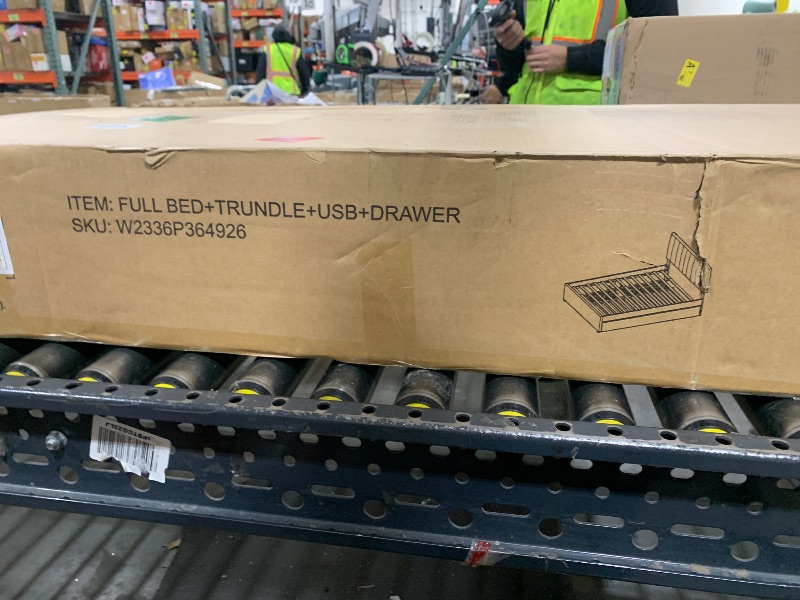 ITEM: FULL BED+TRUNDLE+USB+DRAWER
SKU: W2336P364926